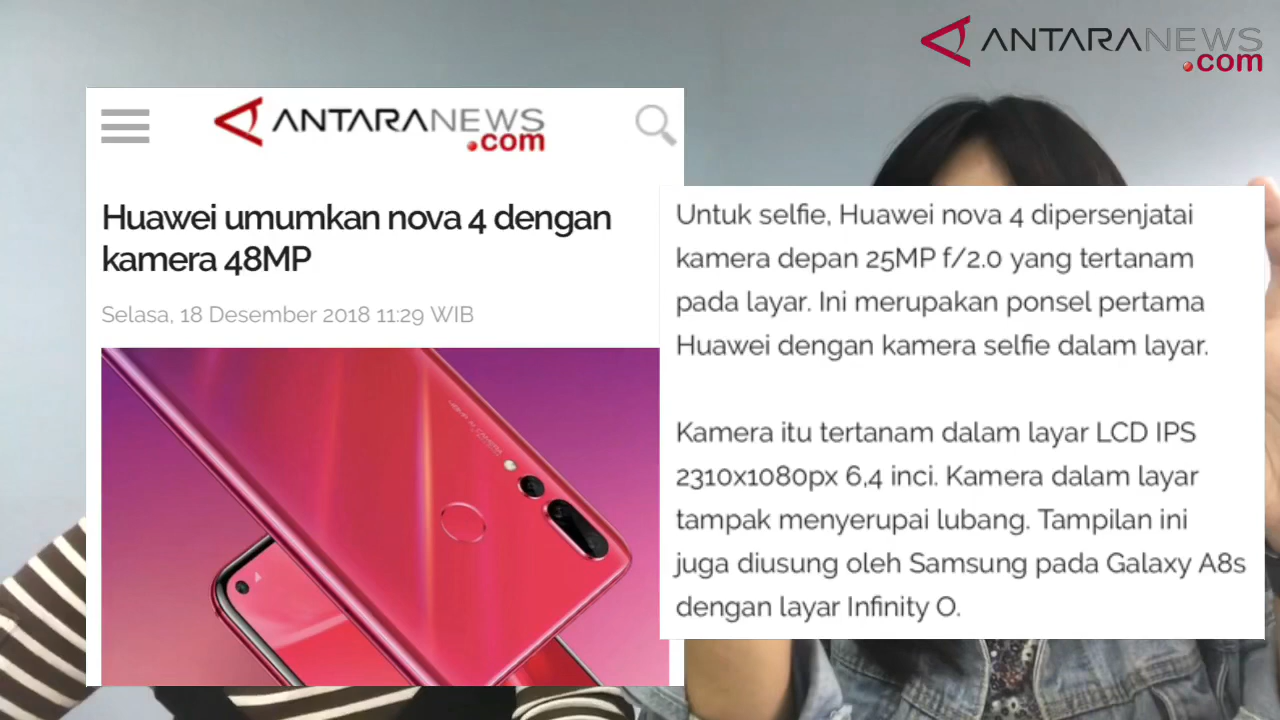 ANTARANEWS
.com
ANTARANEWS
.com
Huawei umumkan nova 4 dengan
kamera 48MP
Selasa, 18 Desember 2018 11:29 WIB
4
Untuk selfie, Huawei nova 4 dipersenjatai
kamera depan 25MP f/2.0 yang tertanam
pada layar. Ini merupakan ponsel pertama
Huawei dengan kamera selfie dalam layar.
Kamera itu tertanam dalam layar LCD IPS
2310x1080px 6,4 inci. Kamera dalam layar
tampak menyerupai lubang. Tampilan ini
juga diusung oleh Samsung pada Galaxy A8s
dengan layar Infinity O.